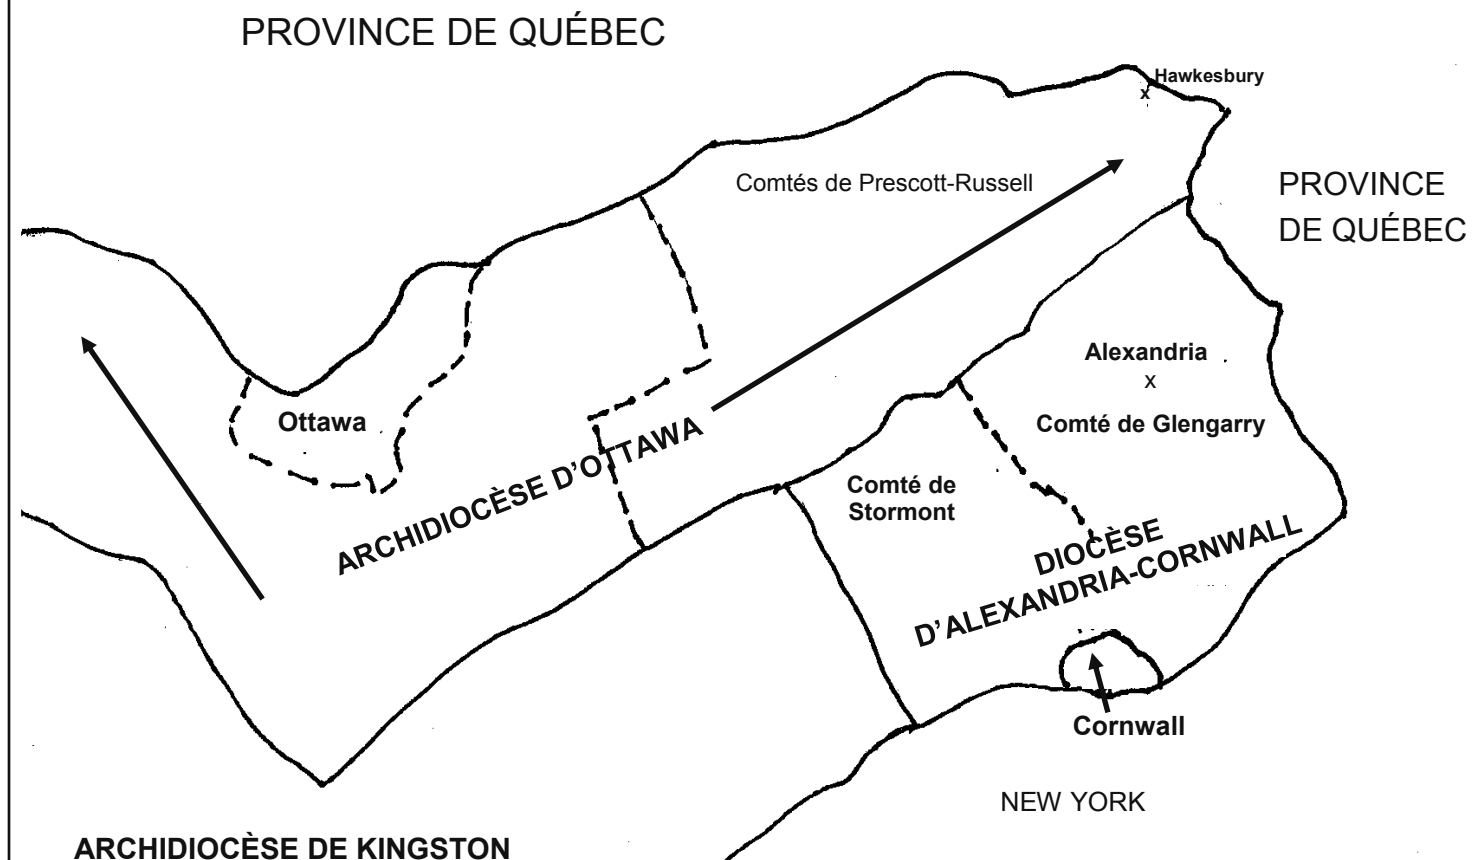 PROVINCE DE QUÉBEC
Hawkesbury
x
Comtés de Prescott-Russell
PROVINCE
DE QUÉBEC
Alexandria
x
Comté de Glengarry
Ottawa
ARCHIDIOCÈSE D'OTTAWA
Comté de
Stormont
DIOCÈSE
D'ALEXANDRIA-CORNWALL
Cornwall
NEW YORK
ARCHIDIOCÈSE DE KINGSTON